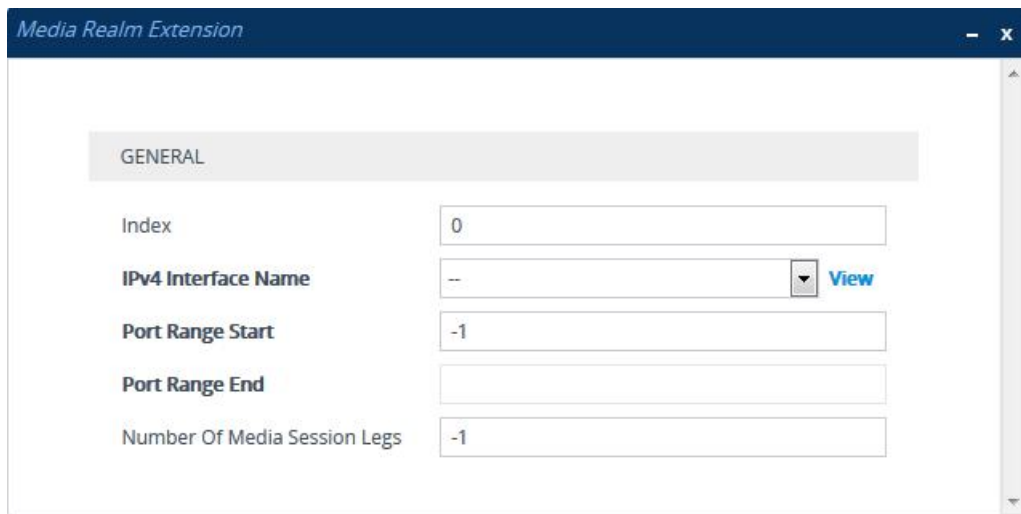 Media Realm Extension – x
GENERAL
Index 0
IPv4 Interface Name -- View
Port Range Start -1
Port Range End
Number Of Media Session Legs -1